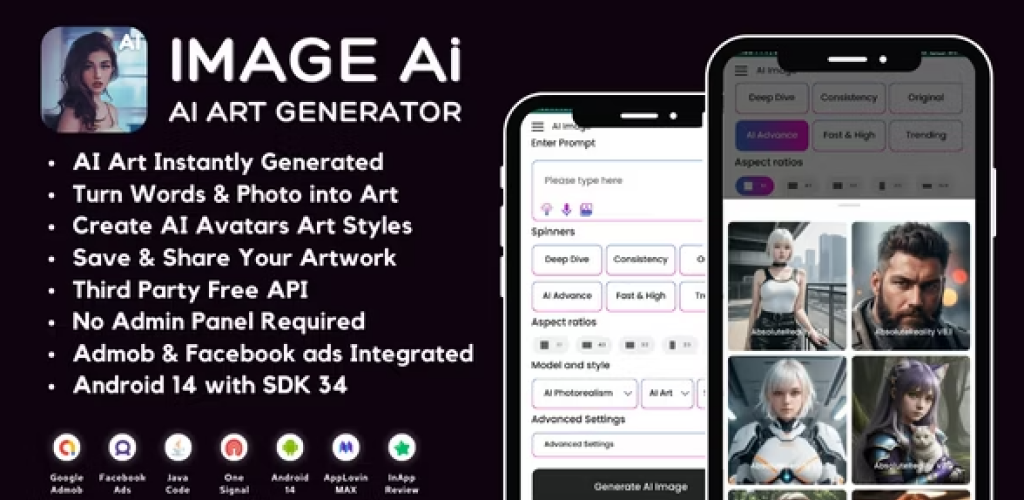 AI
IMAGE Ai
AI ART GENERATOR
• AI Art Instantly Generated
• Turn Words & Photo into Art
• Create AI Avatars Art Styles
• Save & Share Your Artwork
• Third Party Free API
• No Admin Panel Required
• Admob & Facebook ads Integrated
• Android 14 with SDK 34
Google Admob
Facebook Ads
Java Code
One Signal
Android 14
AppLovin MAX
InApp Review
AI Image
Enter Prompt
Please type here
Spinners
Deep Dive
Consistency
AI Advance
Fast & High
Aspect ratios
Model and style
AI Photorealism
AI Art
Advanced Settings
Advanced Settings
Generate AI Image
AI Image
Deep Dive
Consistency
Original
AI Advance
Fast & High
Trending
Aspect ratios
AbsoluteReality
AbsoluteReality V8.1
AbsoluteReality
AbsoluteReality